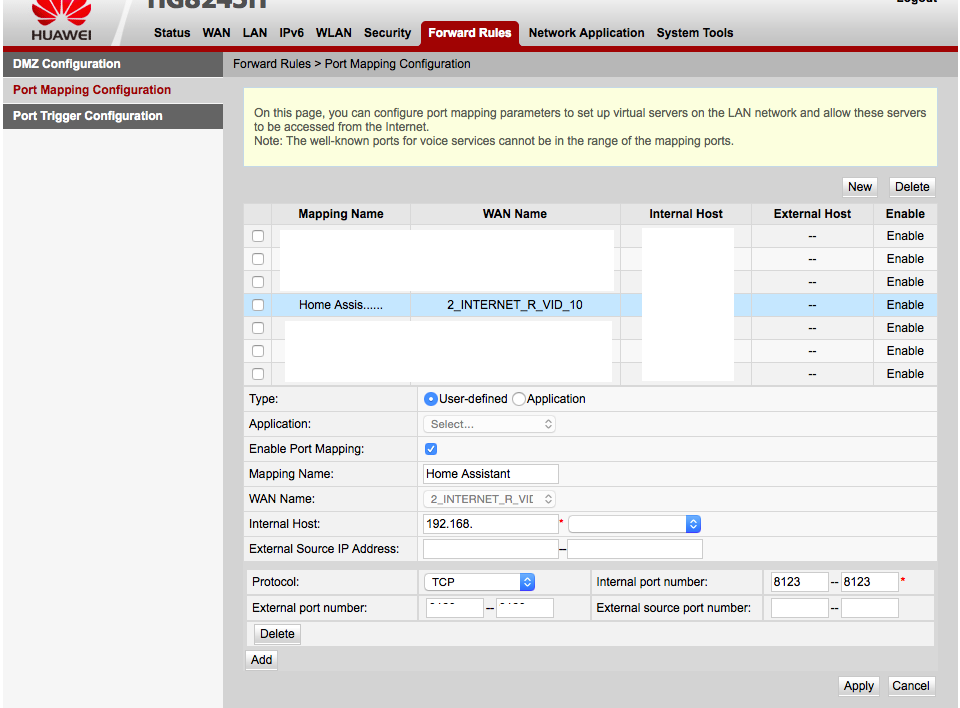 HG8245H
Logout
HUAWEI
Status WAN LAN IPv6 WLAN Security Forward Rules Network Application System Tools
DMZ Configuration
Port Mapping Configuration
Port Trigger Configuration
Forward Rules > Port Mapping Configuration
On this page, you can configure port mapping parameters to set up virtual servers on the LAN network and allow these servers
to be accessed from the Internet.
Note: The well-known ports for voice services cannot be in the range of the mapping ports.
New Delete
Mapping Name WAN Name Internal Host External Host Enable
-- Enable
-- Enable
-- Enable
Home Assis...... 2_INTERNET_R_VID_10 -- Enable
-- Enable
-- Enable
-- Enable
Type: User-defined Application
Application: Select...
Enable Port Mapping:
Mapping Name: Home Assistant
WAN Name: 2_INTERNET_R_VI
Internal Host: 192.168. *
External Source IP Address: --
Protocol: TCP Internal port number: 8123 -- 8123 *
External port number: -- External source port number: --
Delete
Add
Apply Cancel